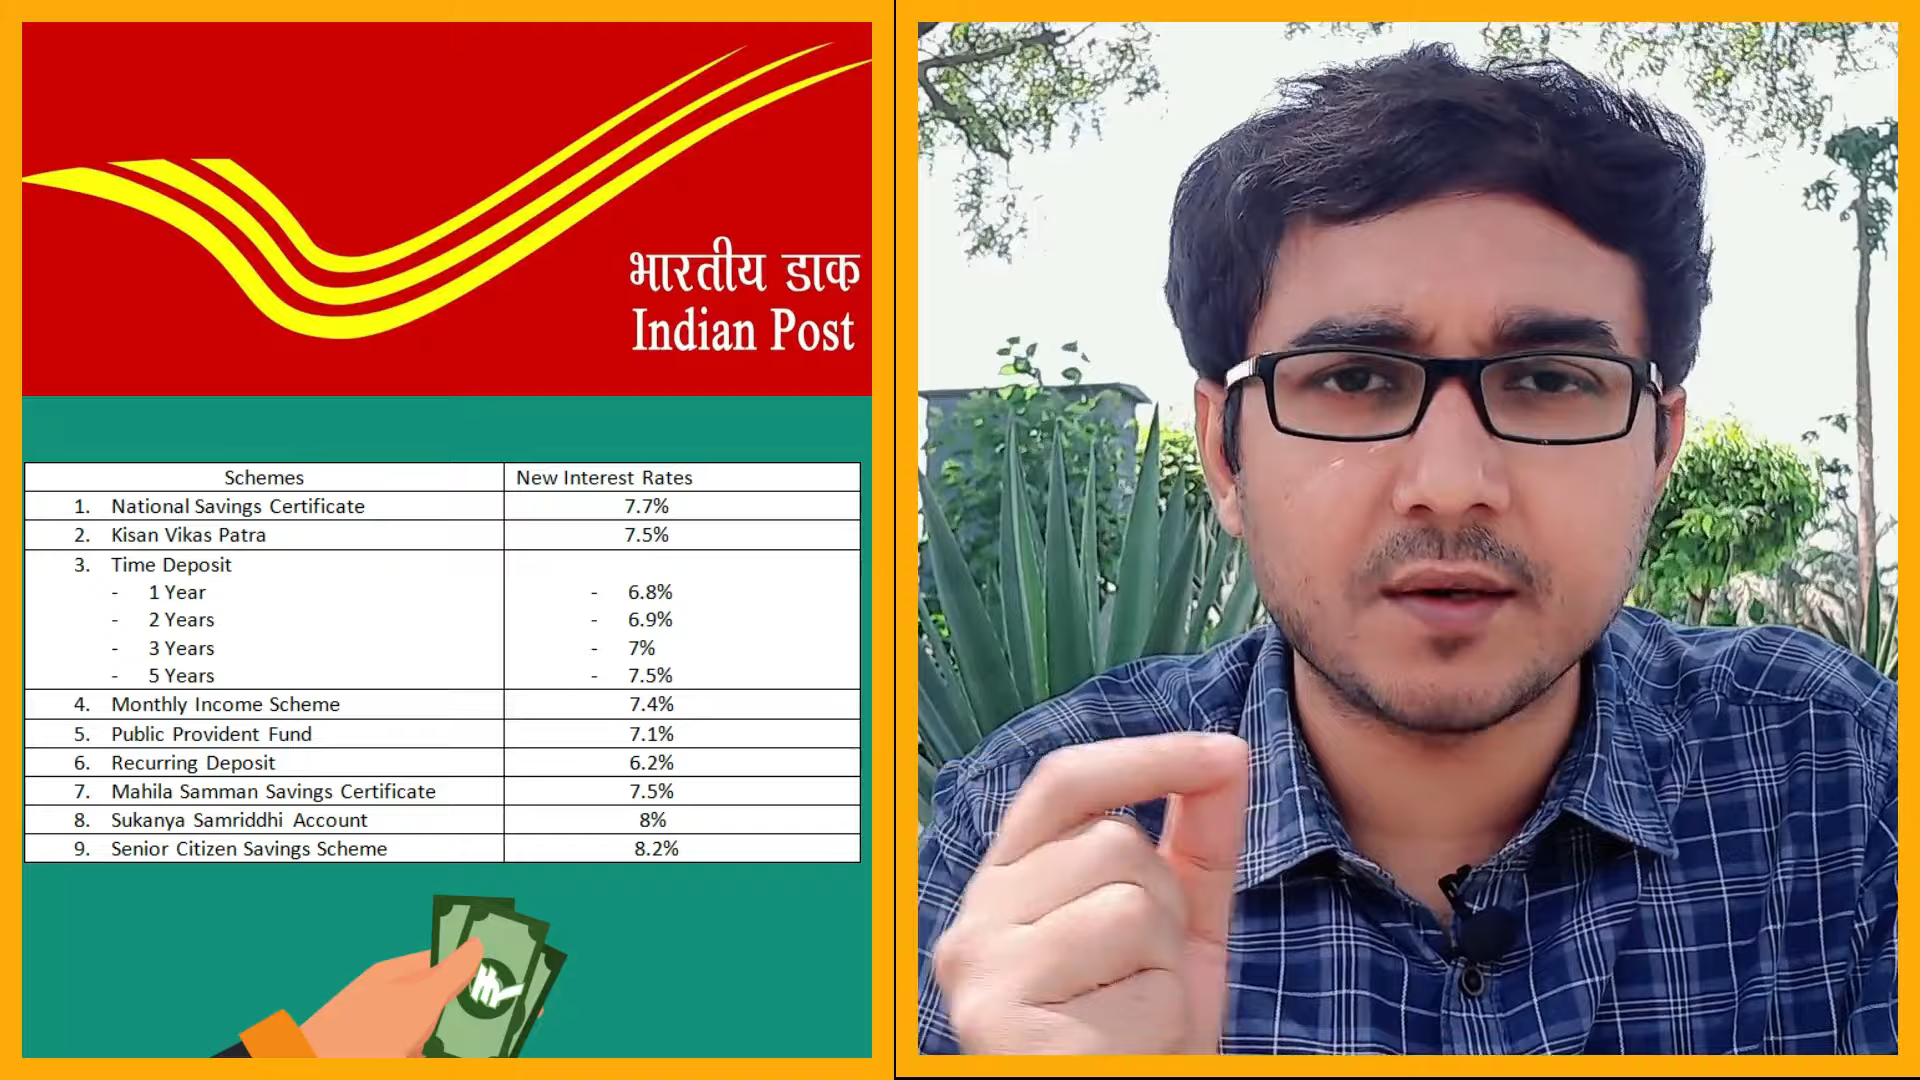 भारतीय डाक
Indian Post
Schemes New Interest Rates
1. National Savings Certificate 7.7%
2. Kisan Vikas Patra 7.5%
3. Time Deposit
- 1 Year - 6.8%
- 2 Years - 6.9%
- 3 Years - 7%
- 5 Years - 7.5%
4. Monthly Income Scheme 7.4%
5. Public Provident Fund 7.1%
6. Recurring Deposit 6.2%
7. Mahila Samman Savings Certificate 7.5%
8. Sukanya Samriddhi Account 8%
9. Senior Citizen Savings Scheme 8.2%